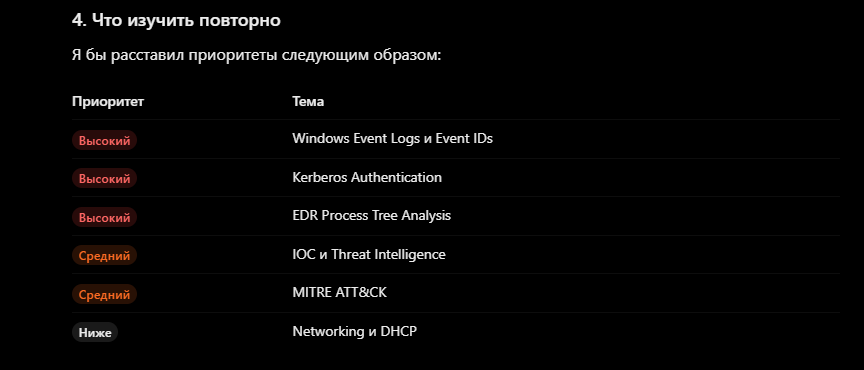 4. Что изучить повторно
Я бы расставил приоритеты следующим образом:
Приоритет Тема
Высокий Windows Event Logs и Event IDs
Высокий Kerberos Authentication
Высокий EDR Process Tree Analysis
Средний IOC и Threat Intelligence
Средний MITRE ATT&CK
Ниже Networking и DHCP